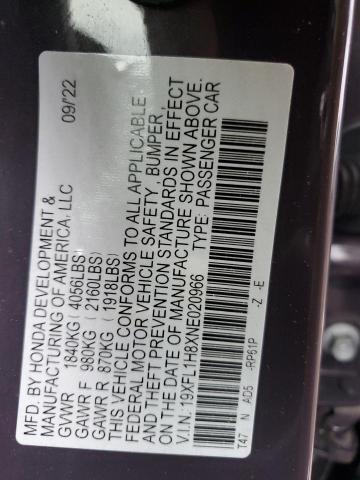 MFD. BY HONDA DEVELOPMENT & 09/22
MANUFACTURING OF AMERICA, LLC
GVWR 1840KG (4056LBS)
GAWR F 980KG (2160LBS)
GAWR R 870KG (1918LBS)
THIS VEHICLE CONFORMS TO ALL APPLICABLE
FEDERAL MOTOR VEHICLE SAFETY, BUMPER,
AND THEFT PREVENTION STANDARDS IN EFFECT
ON THE DATE OF MANUFACTURE SHOWN ABOVE.
V.I.N: 19XFL1H8XNE020966 TYPE: PASSENGER CAR
T47 N AD5 -RP61P -Z -E